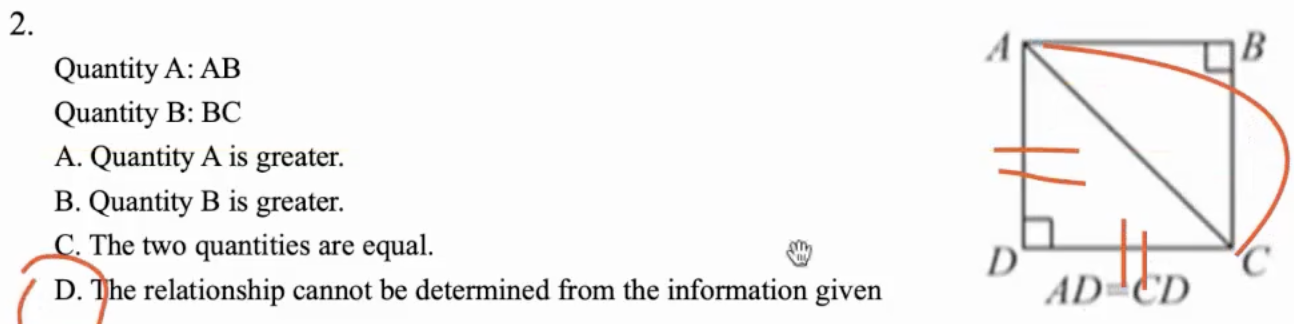 2.
Quantity A: AB
Quantity B: BC
A. Quantity A is greater.
B. Quantity B is greater.
C. The two quantities are equal.
D. The relationship cannot be determined from the information given
A
B
D
C
AD=CD